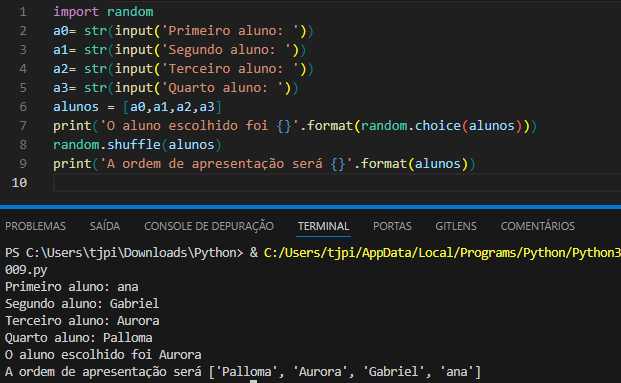 1 import random
2 a0= str(input('Primeiro aluno: '))
3 a1= str(input('Segundo aluno: '))
4 a2= str(input('Terceiro aluno: '))
5 a3= str(input('Quarto aluno: '))
6 alunos = [a0,a1,a2,a3]
7 print('O aluno escolhido foi {}'.format(random.choice(alunos)))
8 random.shuffle(alunos)
9 print('A ordem de apresentação será {}'.format(alunos))
10
PROBLEMAS SAÍDA CONSOLE DE DEPURAÇÃO TERMINAL PORTAS GITLENS COMENTÁRIOS
PS C:\Users\tjpi\Downloads\Python> & C:/Users/tjpi/AppData/Local/Programs/Python/Python3
009.py
Primeiro aluno: ana
Segundo aluno: Gabriel
Terceiro aluno: Aurora
Quarto aluno: Palloma
O aluno escolhido foi Aurora
A ordem de apresentação será ['Palloma', 'Aurora', 'Gabriel', 'ana']